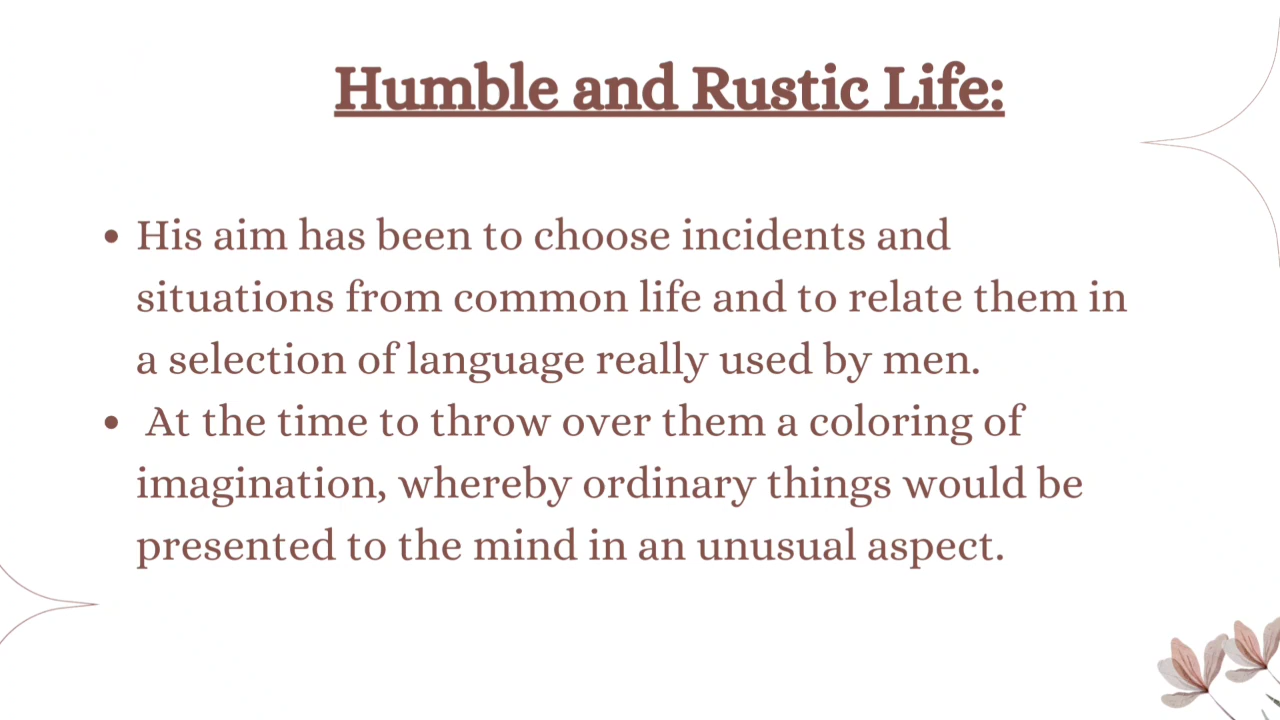 Humble and Rustic Life:
• His aim has been to choose incidents and
situations from common life and to relate them in
a selection of language really used by men.
• At the time to throw over them a coloring of
imagination, whereby ordinary things would be
presented to the mind in an unusual aspect.